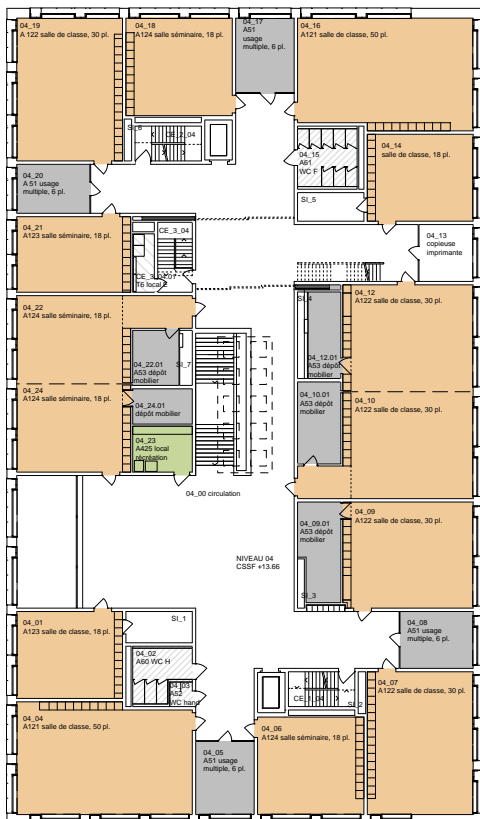 04_19
A 122 salle de classe, 30 pl.
04_18
A124 salle séminaire, 18 pl.
04_17
A51
usage
multiple, 6 pl.
04_16
A121 salle de classe, 50 pl.
SI_6
CE_2_04
04_15
A61
WC F
04_14
salle de classe, 18 pl.
04_20
A 51 usage
multiple, 6 pl.
SI_5
04_21
A123 salle séminaire, 18 pl.
CE_3_04
04_13
copieuse
imprimante
CE_3_04.01
T6 local E
04_22
A124 salle séminaire, 18 pl.
SI_4
04_12
A122 salle de classe, 30 pl.
04_22.01
A53 dépôt
mobilier
SI_7
04_12.01
A53 dépôt
mobilier
04_24
A124 salle séminaire, 18 pl.
04_24.01
dépôt mobilier
04_10.01
A53 dépôt
mobilier
04_10
A122 salle de classe, 30 pl.
04_23
A425 local
récréation
04_00 circulation
04_09.01
A53 dépôt
mobilier
04_09
A122 salle de classe, 30 pl.
NIVEAU 04
CSSF +13.66
SI_3
04_01
A123 salle de classe, 18 pl.
SI_1
04_08
A51 usage
multiple, 6 pl.
04_02
A60 WC H
04_03
A52
WC hand
04_04
A121 salle de classe, 50 pl.
CE_1_04
SI_2
04_07
A122 salle de classe, 30 pl.
04_05
A51 usage
multiple, 6 pl.
04_06
A124 salle séminaire, 18 pl.